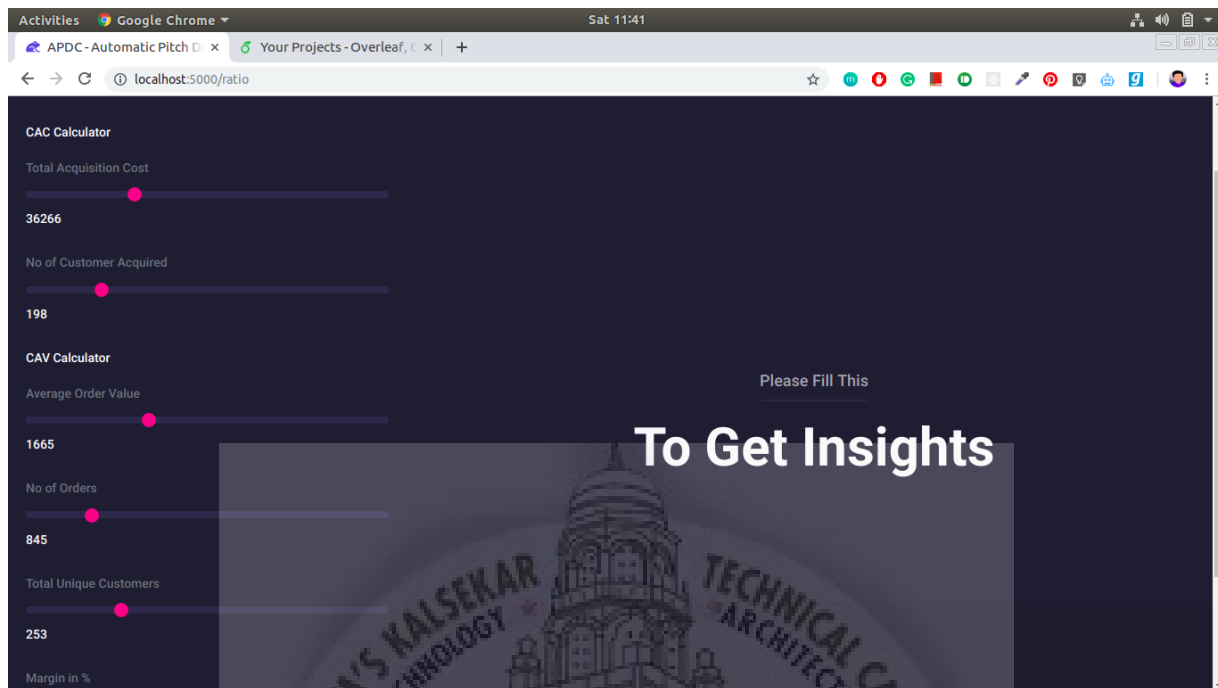 Activities Google Chrome Sat 11:41
APDC - Automatic Pitch D Your Projects - Overleaf, +
localhost:5000/ratio
CAC Calculator
Total Acquisition Cost
36266
No of Customer Acquired
198
CAV Calculator
Average Order Value
1665
No of Orders
845
Total Unique Customers
253
Margin in %
Please Fill This
To Get Insights
KALSEKAR TECHNICAL
ARCHITEC